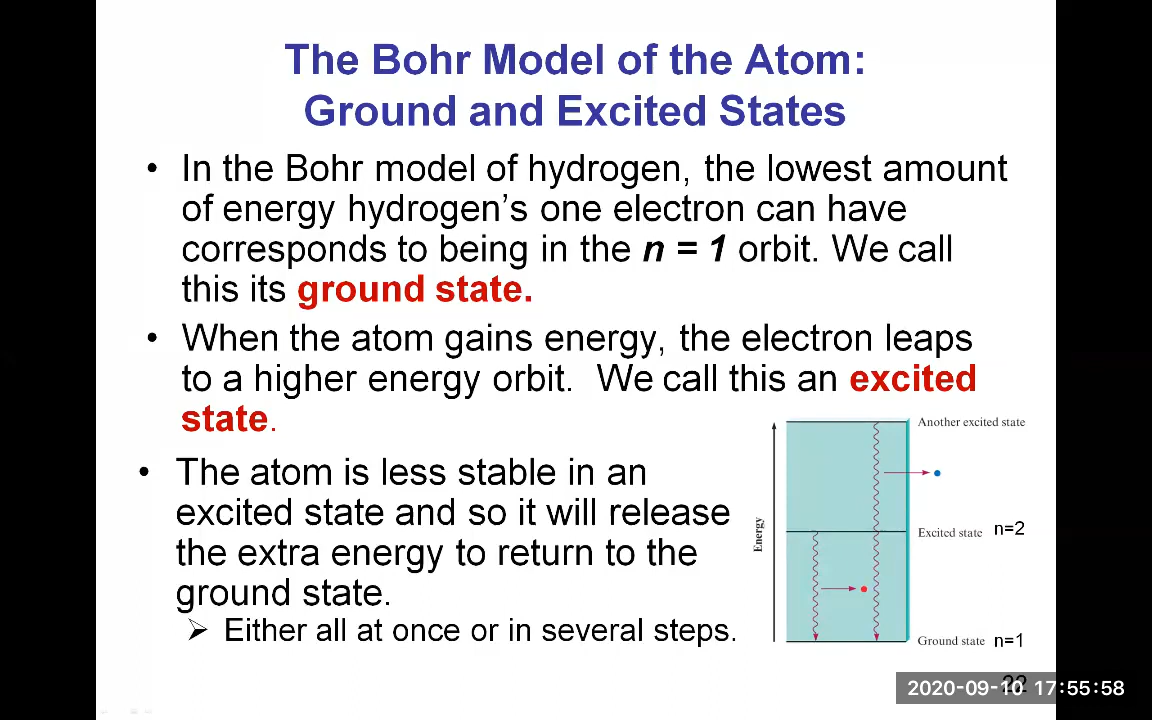 The Bohr Model of the Atom:
Ground and Excited States
• In the Bohr model of hydrogen, the lowest amount
of energy hydrogen's one electron can have
corresponds to being in the n = 1 orbit. We call
this its ground state.
• When the atom gains energy, the electron leaps
to a higher energy orbit.  We call this an excited
state.
• The atom is less stable in an
excited state and so it will release
the extra energy to return to the
ground state.
➢ Either all at once or in several steps.
Another excited state
Energy
Excited state n=2
Ground state n=1
22
2020-09-10 17:55:58